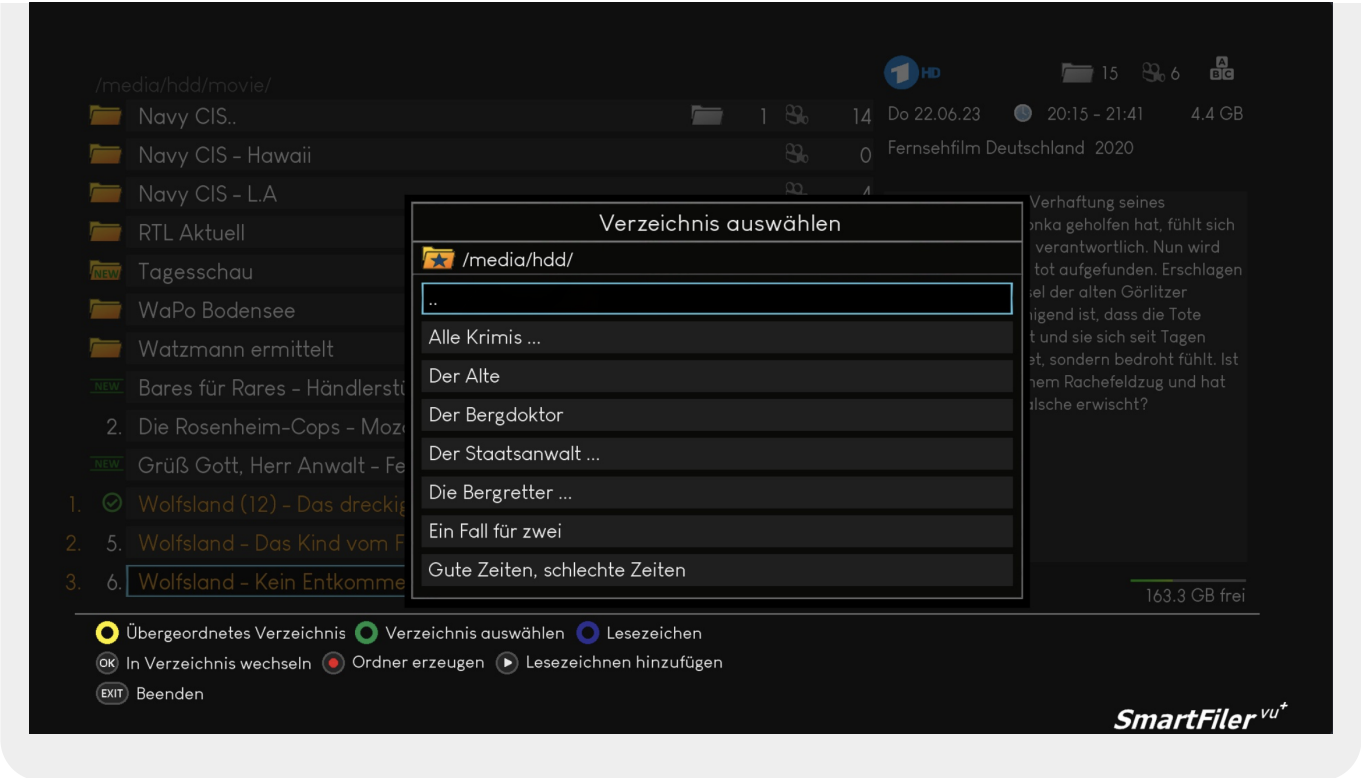 /media/hdd/movie/
HD 15 6 A B C
Navy CIS.. 1 14
Do 22.06.23 20:15 - 21:41 4.4 GB
Navy CIS - Hawaii 0
Fernsehfilm Deutschland 2020
Navy CIS - L.A 4
RTL Aktuell
NEW Tagesschau
WaPo Bodensee
Watzmann ermittelt
NEW Bares für Rares - Händlerstü
2. Die Rosenheim-Cops - Moz
NEW Grüß Gott, Herr Anwalt - Fe
1. Wolfsland (12) - Das dreckig
2. 5. Wolfsland - Das Kind vom F
3. 6. Wolfsland - Kein Entkomme
Verzeichnis auswählen
/media/hdd/
..
Alle Krimis ...
Der Alte
Der Bergdoktor
Der Staatsanwalt ...
Die Bergretter ...
Ein Fall für zwei
Gute Zeiten, schlechte Zeiten
Verhaftung seines
onka geholfen hat, fühlt sich
verantwortlich. Nun wird
tot aufgefunden. Erschlagen
sel der alten Görlitzer
igend ist, dass die Tote
t und sie sich seit Tagen
et, sondern bedroht fühlt. Ist
nem Rachefeldzug und hat
alsche erwischt?
163.3 GB frei
Übergeordnetes Verzeichnis Verzeichnis auswählen Lesezeichen
OK In Verzeichnis wechseln Ordner erzeugen Lesezeichnen hinzufügen
EXIT Beenden
SmartFiler vu+